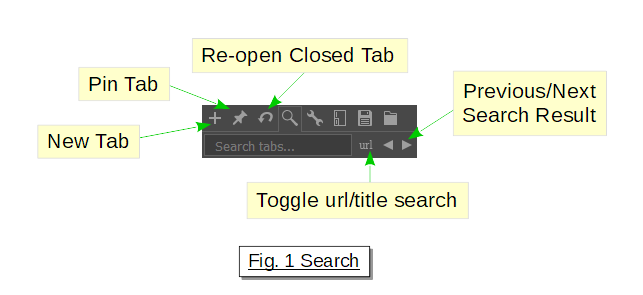 Re-open Closed Tab
Pin Tab
Previous/Next
Search Result
New Tab
Search tabs...
url
Toggle url/title search
Fig. 1 Search